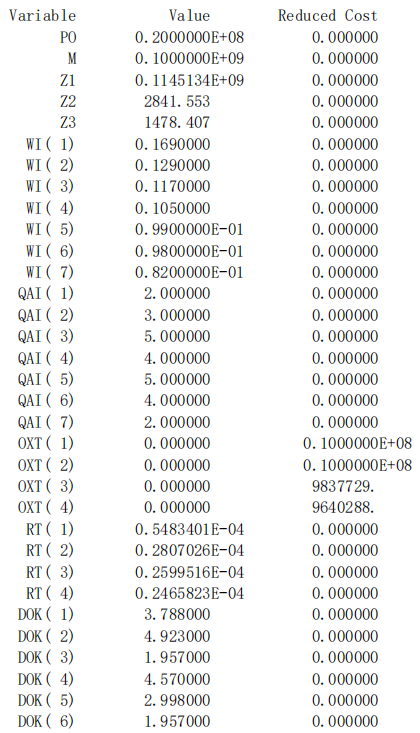 Variable Value Reduced Cost
PO 0.2000000E+08 0.000000
M 0.1000000E+09 0.000000
Z1 0.1145134E+09 0.000000
Z2 2841.553 0.000000
Z3 1478.407 0.000000
WI( 1) 0.1690000 0.000000
WI( 2) 0.1290000 0.000000
WI( 3) 0.1170000 0.000000
WI( 4) 0.1050000 0.000000
WI( 5) 0.9900000E-01 0.000000
WI( 6) 0.9800000E-01 0.000000
WI( 7) 0.8200000E-01 0.000000
QAI( 1) 2.000000 0.000000
QAI( 2) 3.000000 0.000000
QAI( 3) 5.000000 0.000000
QAI( 4) 4.000000 0.000000
QAI( 5) 5.000000 0.000000
QAI( 6) 4.000000 0.000000
QAI( 7) 2.000000 0.000000
OXT( 1) 0.000000 0.1000000E+08
OXT( 2) 0.000000 0.1000000E+08
OXT( 3) 0.000000 9837729.
OXT( 4) 0.000000 9640288.
RT( 1) 0.5483401E-04 0.000000
RT( 2) 0.2807026E-04 0.000000
RT( 3) 0.2599516E-04 0.000000
RT( 4) 0.2465823E-04 0.000000
DOK( 1) 3.788000 0.000000
DOK( 2) 4.923000 0.000000
DOK( 3) 1.957000 0.000000
DOK( 4) 4.570000 0.000000
DOK( 5) 2.998000 0.000000
DOK( 6) 1.957000 0.000000